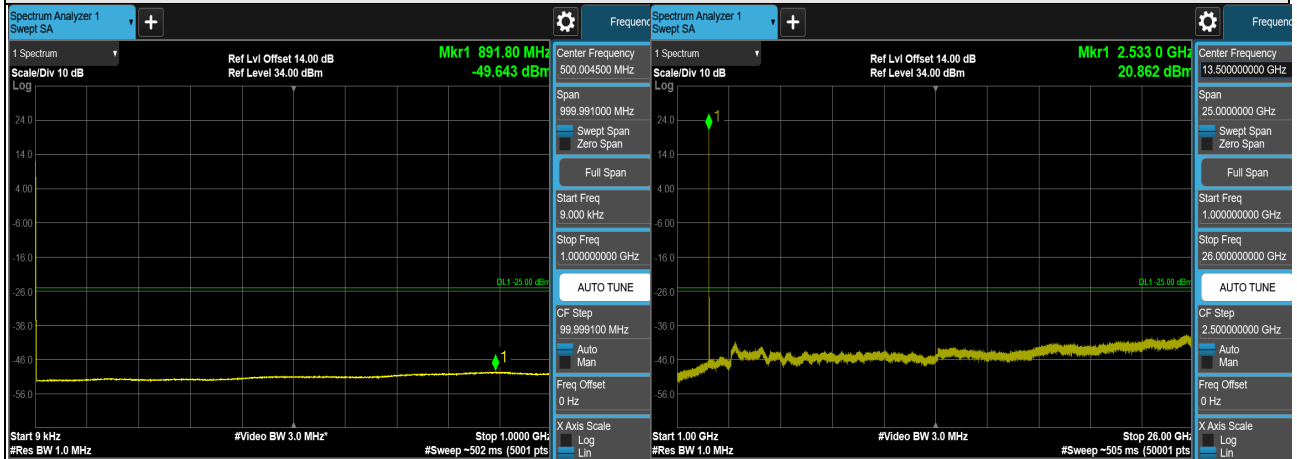 Spectrum Analyzer 1
Swept SA
+
Frequenc
1 Spectrum
Scale/Div 10 dB
Log
Ref Lvl Offset 14.00 dB
Ref Level 34.00 dBm
Mkr1 891.80 MHz
-49.643 dBm
24.0
14.0
4.00
-6.00
-16.0
-26.0
-36.0
-46.0
-56.0
DL1 -25.00 dBm
1
Start 9 kHz
#Res BW 1.0 MHz
#Video BW 3.0 MHz*
Stop 1.0000 GHz
#Sweep ~502 ms (5001 pts
Center Frequency
500.004500 MHz
Span
999.991000 MHz
Swept Span
Zero Span
Full Span
Start Freq
9.000 kHz
Stop Freq
1.000000000 GHz
AUTO TUNE
CF Step
99.999100 MHz
Auto
Man
Freq Offset
0 Hz
X Axis Scale
Log
Lin
Spectrum Analyzer 1
Swept SA
+
Frequenc
1 Spectrum
Scale/Div 10 dB
Log
Ref Lvl Offset 14.00 dB
Ref Level 34.00 dBm
Mkr1 2.533 0 GHz
20.862 dBm
1
24.0
14.0
4.00
-6.00
-16.0
-26.0
-36.0
-46.0
-56.0
DL1 -25.00 dBm
Start 1.00 GHz
#Res BW 1.0 MHz
#Video BW 3.0 MHz
Stop 26.00 GHz
#Sweep ~505 ms (50001 pts
Center Frequency
13.500000000 GHz
Span
25.0000000 GHz
Swept Span
Zero Span
Full Span
Start Freq
1.000000000 GHz
Stop Freq
26.000000000 GHz
AUTO TUNE
CF Step
2.500000000 GHz
Auto
Man
Freq Offset
0 Hz
X Axis Scale
Log
Lin